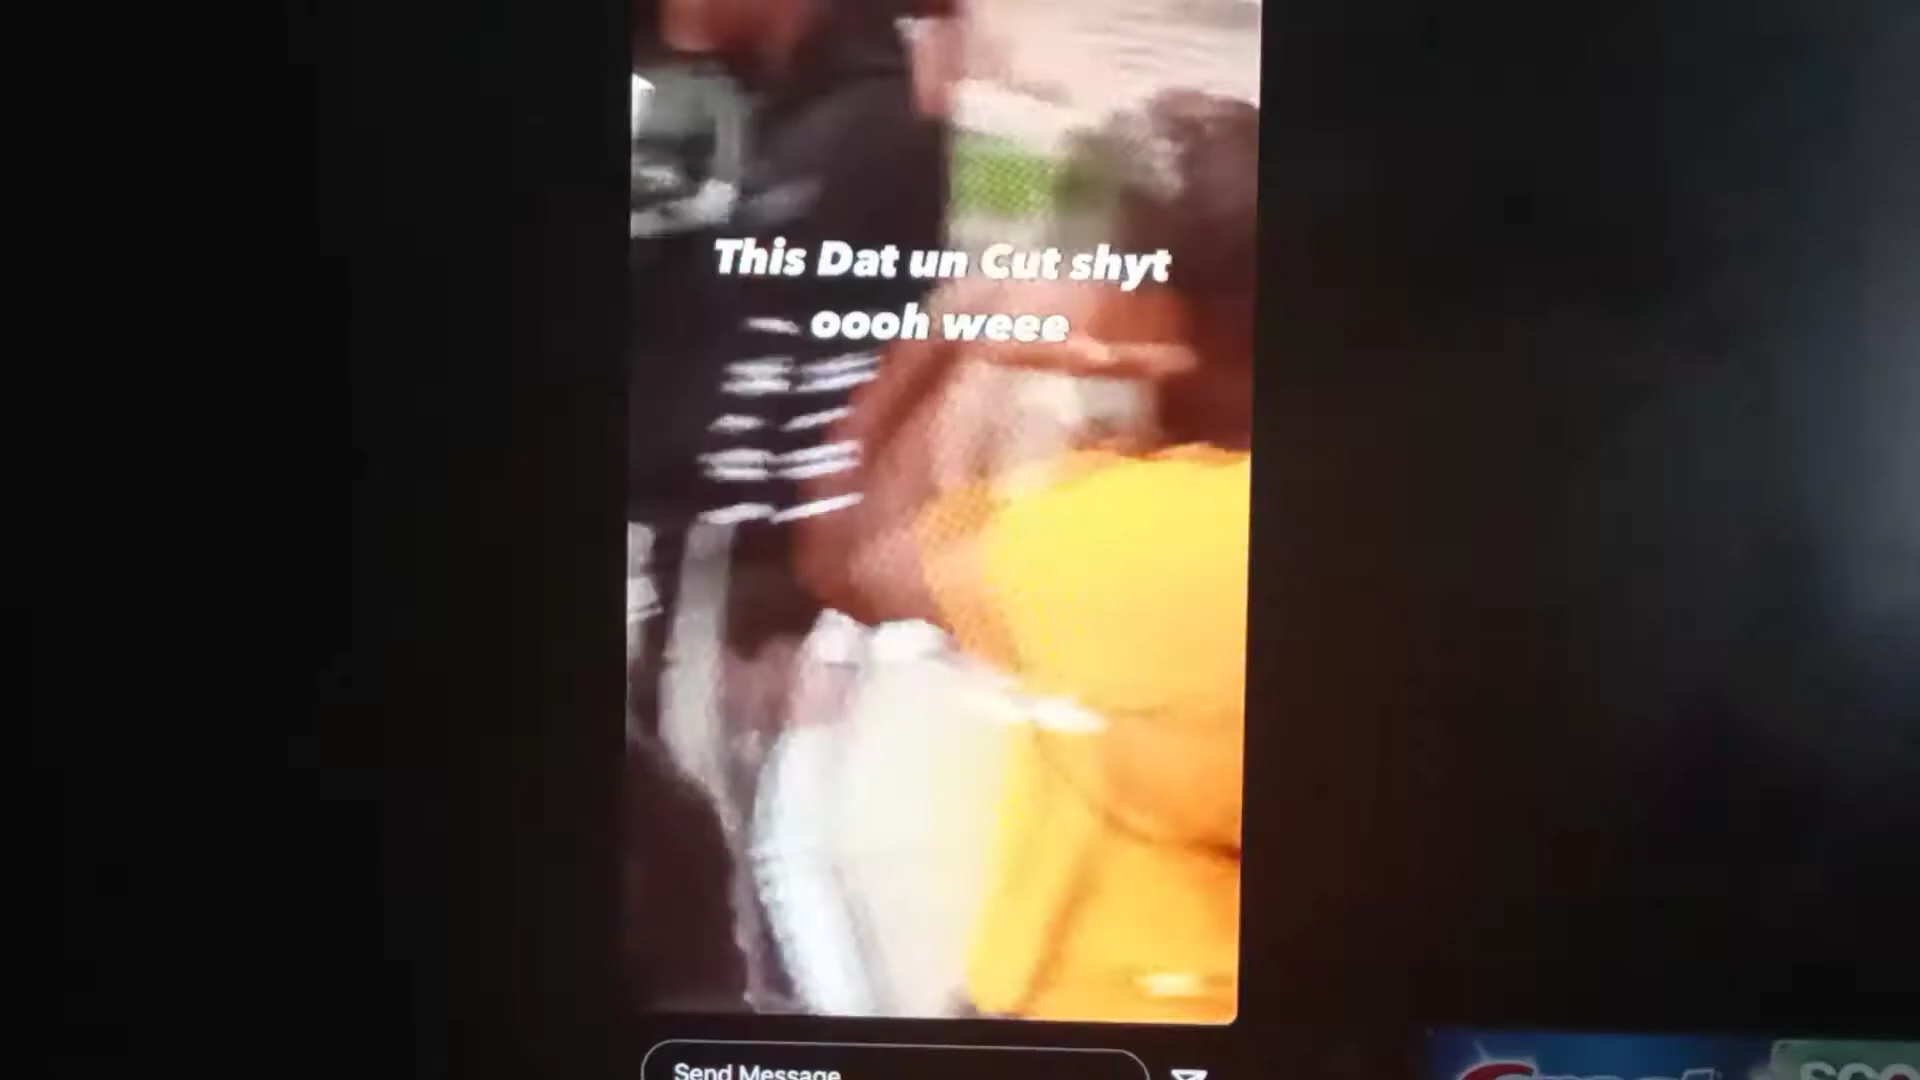 This Dat un Cut shyt
oooh weee
Send Message